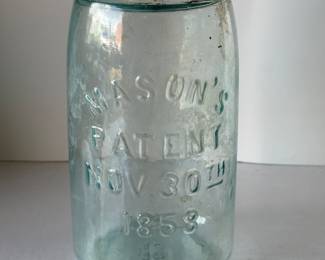 MASON'S
PATENT
NOV 30TH
1858